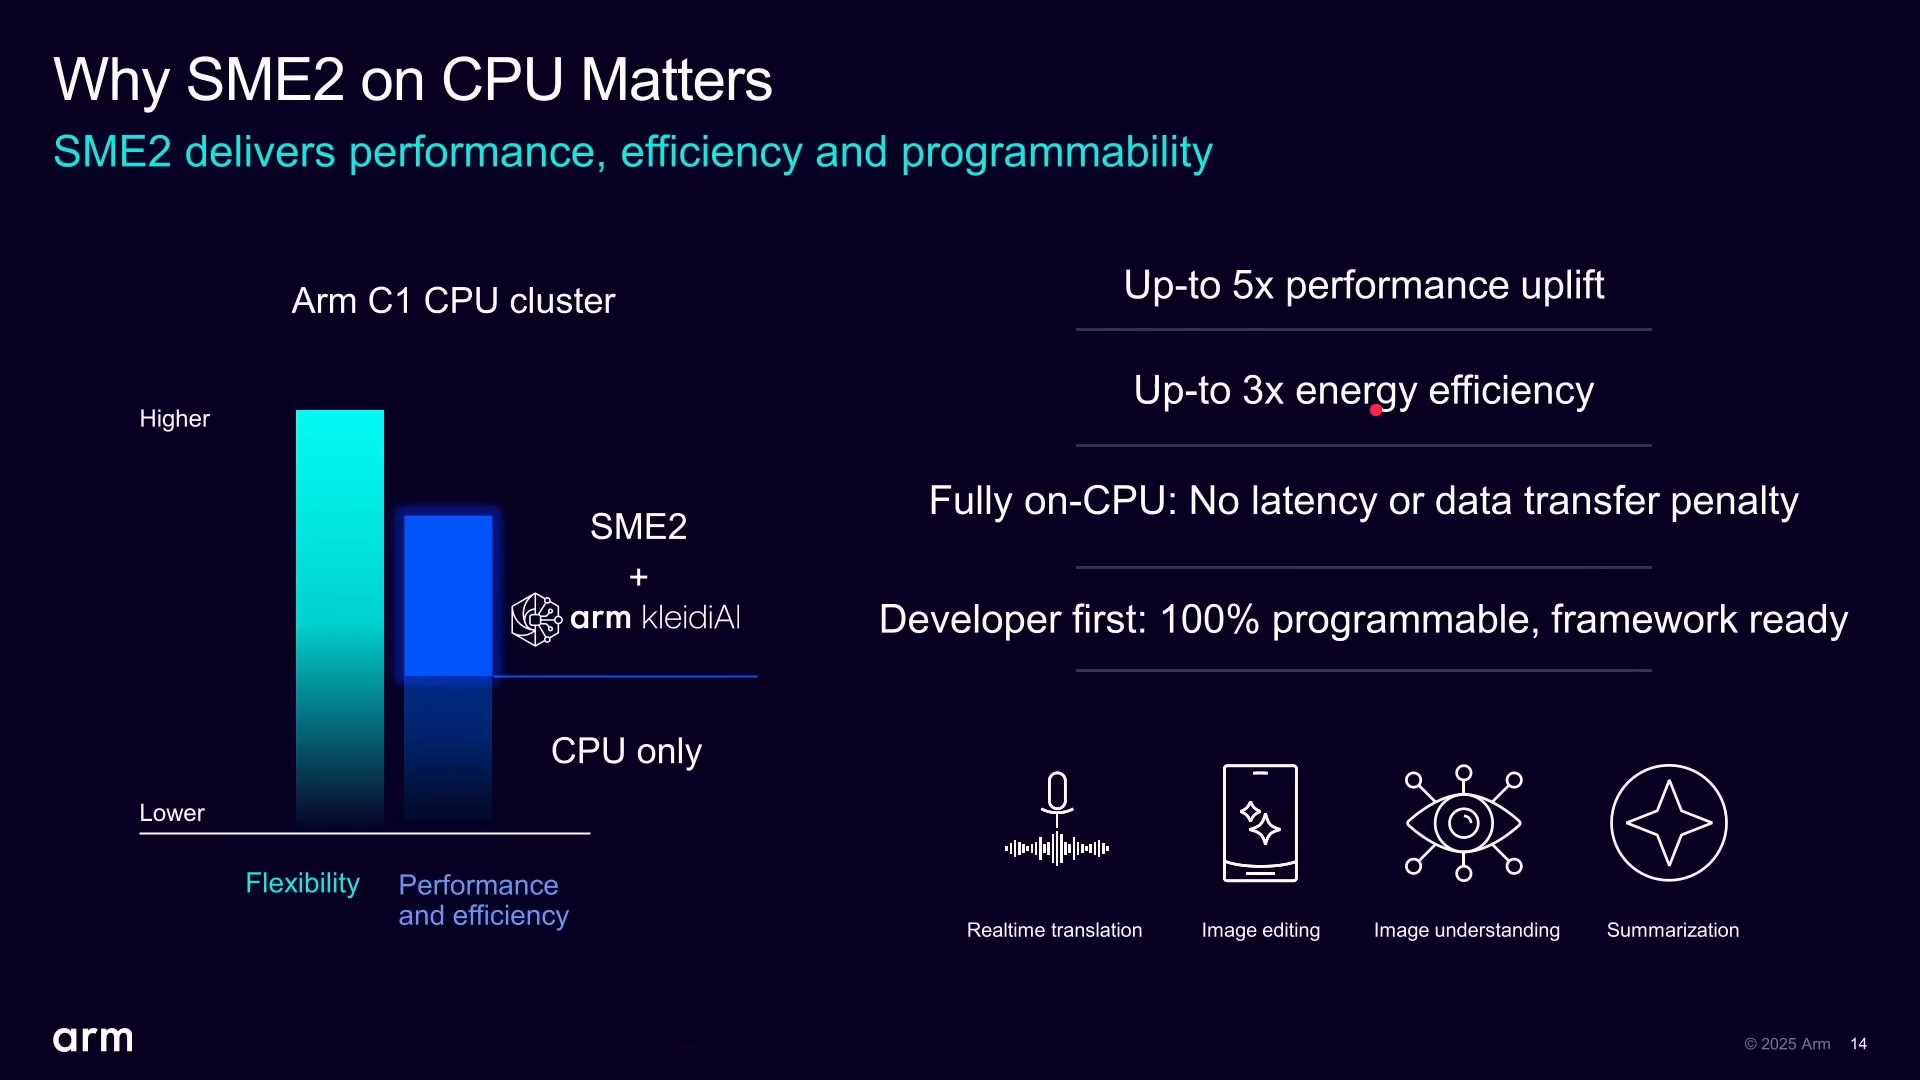 Why SME2 on CPU Matters
SME2 delivers performance, efficiency and programmability
Arm C1 CPU cluster
Higher
SME2
+
arm kleidiAI
CPU only
Lower
Flexibility
Performance
and efficiency
Up-to 5x performance uplift
Up-to 3x energy efficiency
Fully on-CPU: No latency or data transfer penalty
Developer first: 100% programmable, framework ready
Realtime translation
Image editing
Image understanding
Summarization
arm
© 2025 Arm 14